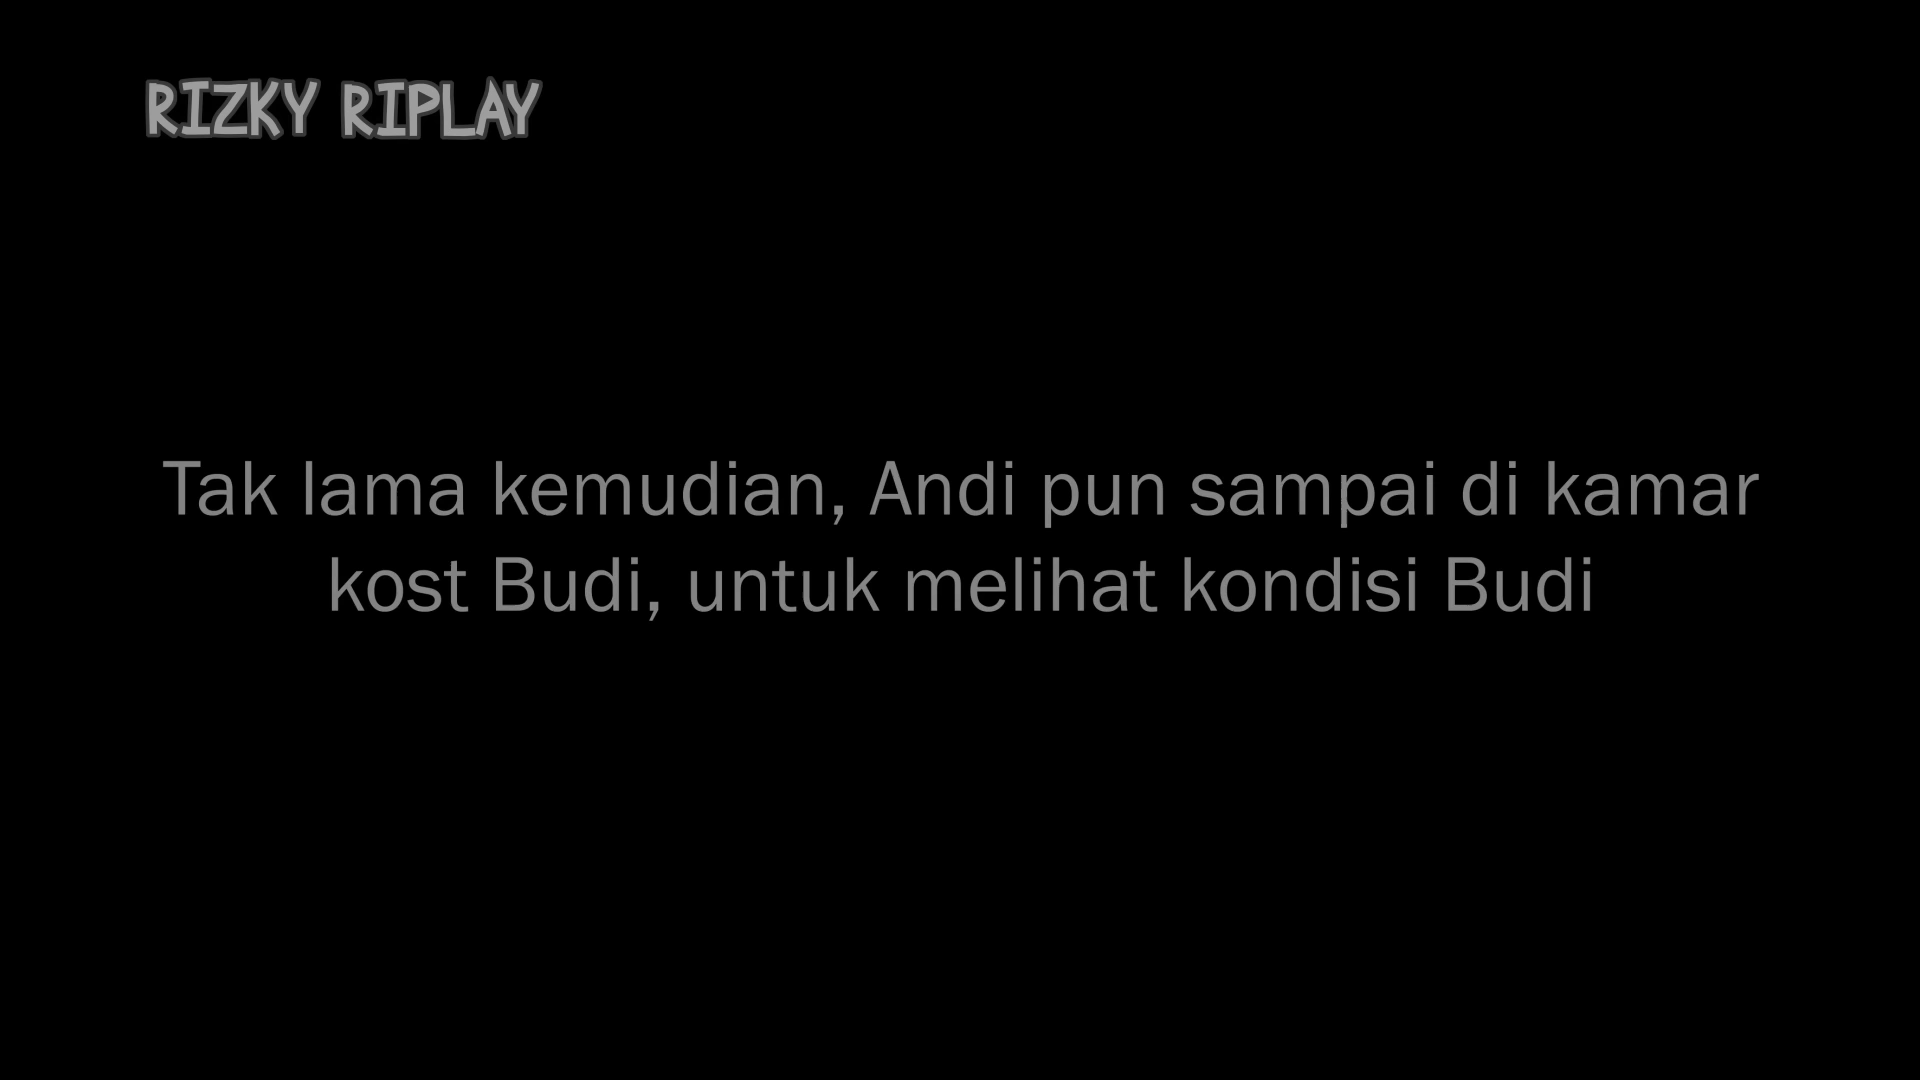 RIZKY RIPLAY
Tak lama kemudian, Andi pun sampai di kamar
kost Budi, untuk melihat kondisi Budi